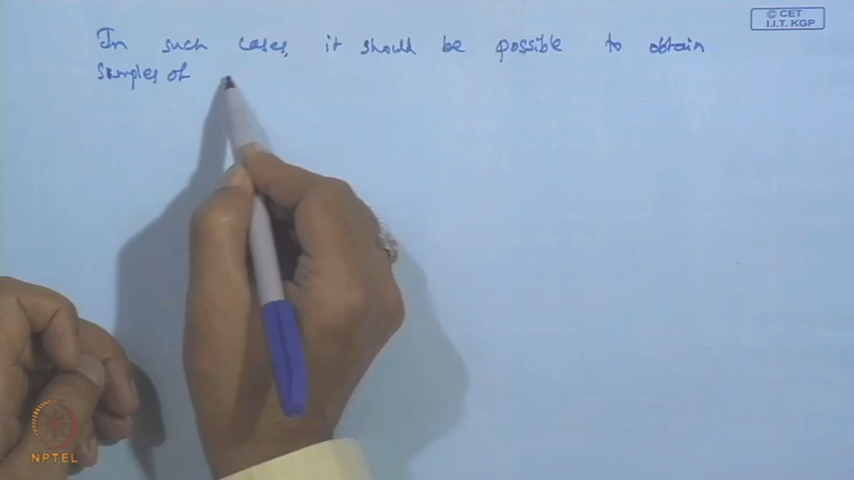 © CET
I.I.T. KGP
In such cases, it should be possible to obtain
samples of
NPTEL